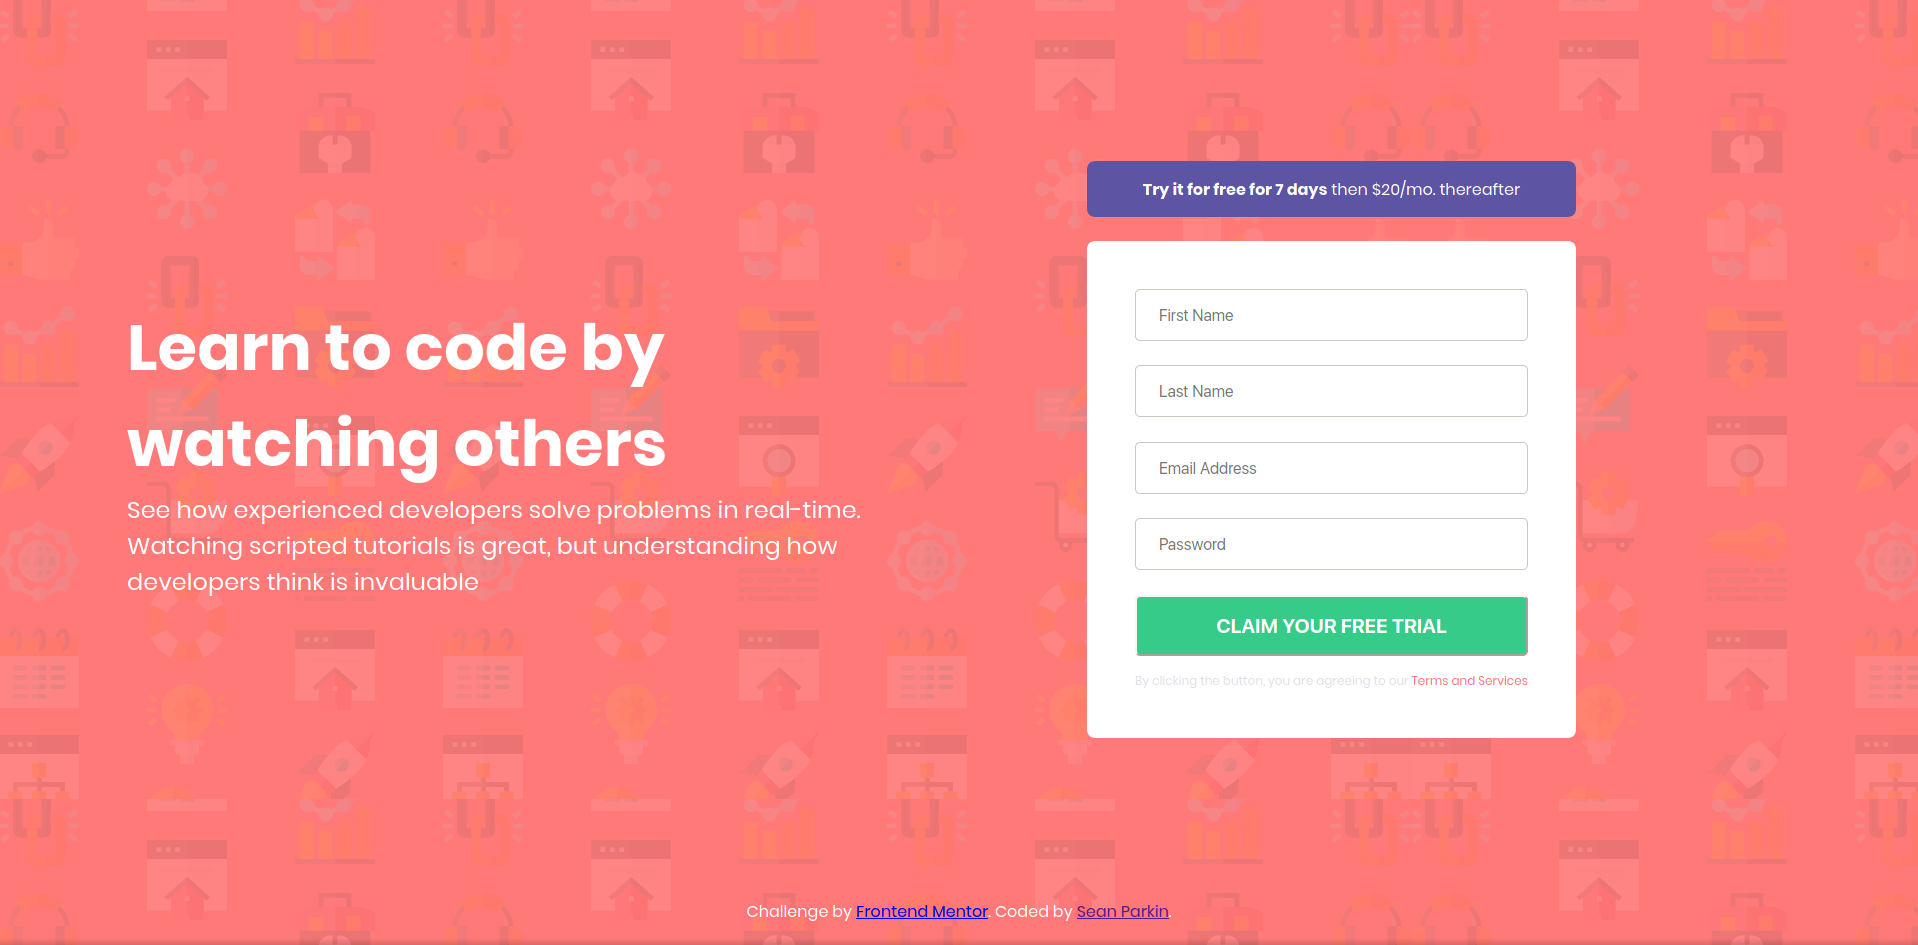 Learn to code by
watching others
See how experienced developers solve problems in real-time.
Watching scripted tutorials is great, but understanding how
developers think is invaluable
Try it for free for 7 days then $20/mo. thereafter
First Name
Last Name
Email Address
Password
CLAIM YOUR FREE TRIAL
By clicking the button, you are agreeing to our Terms and Services
Challenge by Frontend Mentor. Coded by Sean Parkin.